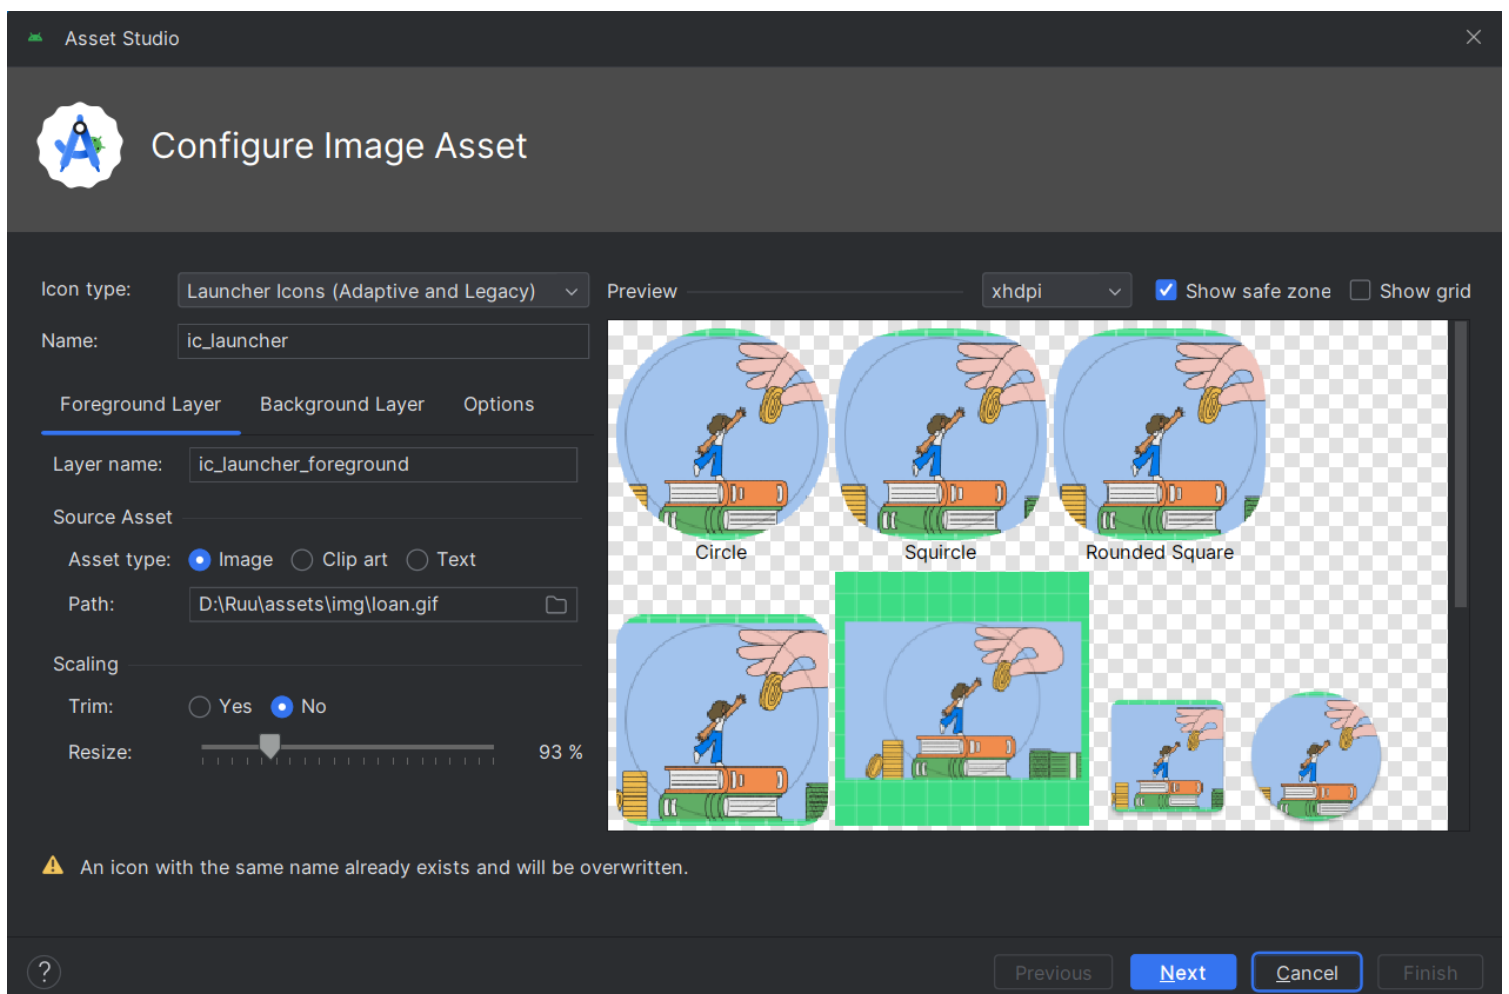 Asset Studio
Configure Image Asset
Icon type: Launcher Icons (Adaptive and Legacy)
Name: ic_launcher
Foreground Layer Background Layer Options
Layer name: ic_launcher_foreground
Source Asset
Asset type: Image Clip art Text
Path: D:\Ruu\assets\img\loan.gif
Scaling
Trim: Yes No
Resize: 93 %
Preview xhdpi Show safe zone Show grid
Circle Squircle Rounded Square
An icon with the same name already exists and will be overwritten.
? Previous Next Cancel Finish